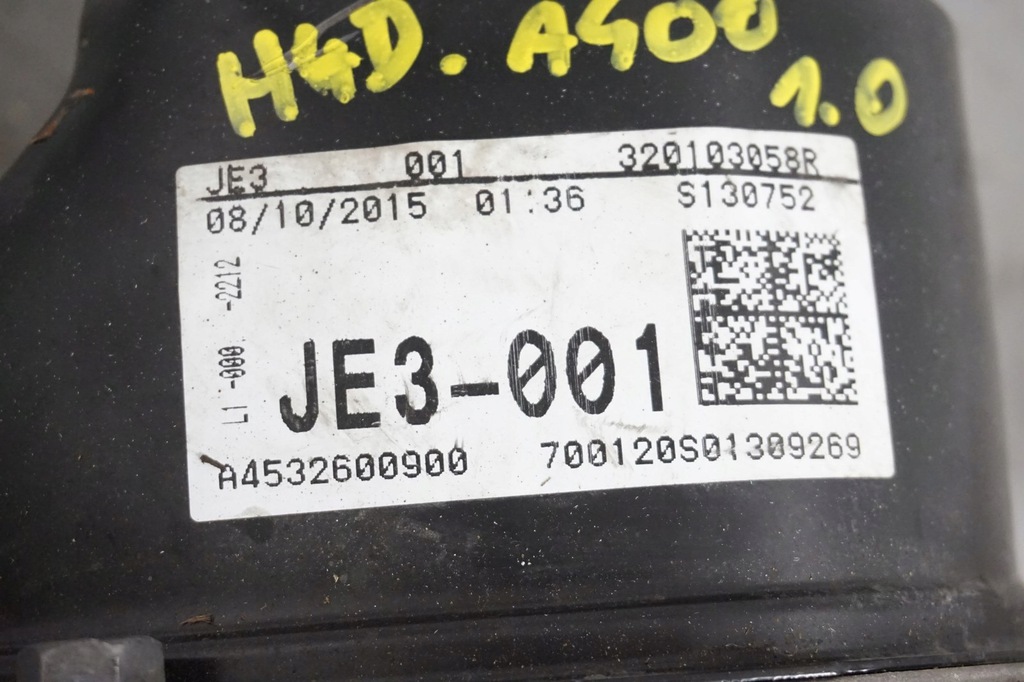 H4D. A400
1.0
JE3 001 320103058R
08/10/2015 01:36 S130752
L1 -000 -2212
JE3-001
A4532600900 700120S01309269